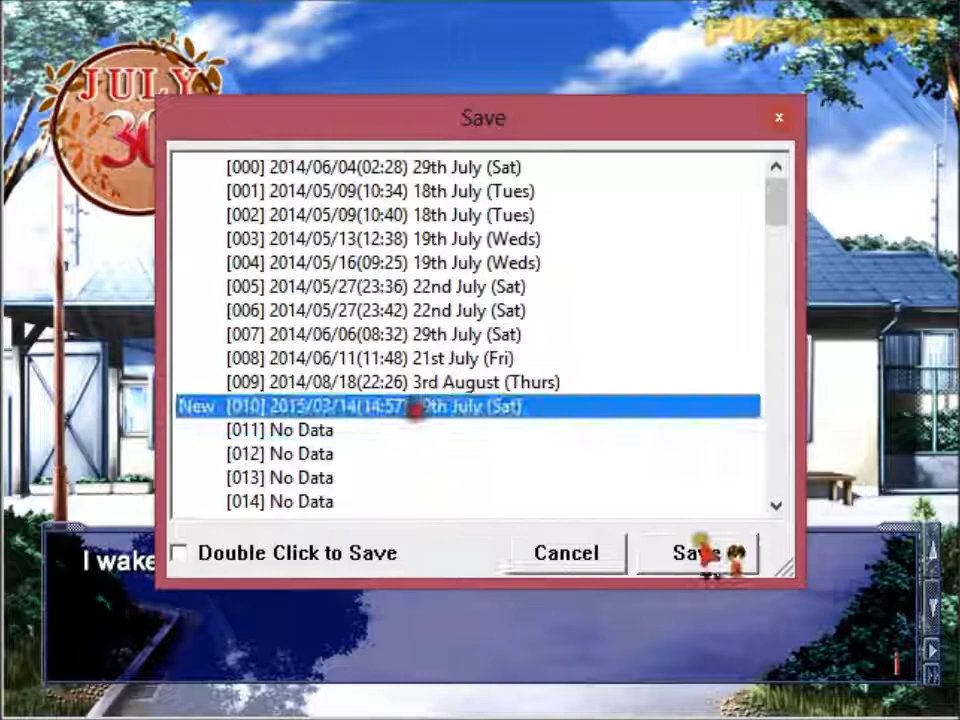 PIKAMEOAN
JULY
30
Save
x
[000] 2014/06/04(02:28) 29th July (Sat)
[001] 2014/05/09(10:34) 18th July (Tues)
[002] 2014/05/09(10:40) 18th July (Tues)
[003] 2014/05/13(12:38) 19th July (Weds)
[004] 2014/05/16(09:25) 19th July (Weds)
[005] 2014/05/27(23:36) 22nd July (Sat)
[006] 2014/05/27(23:42) 22nd July (Sat)
[007] 2014/06/06(08:32) 29th July (Sat)
[008] 2014/06/11(11:48) 21st July (Fri)
[009] 2014/08/18(22:26) 3rd August (Thurs)
New [010] 2015/03/14(14:57) 29th July (Sat)
[011] No Data
[012] No Data
[013] No Data
[014] No Data
I wake
Double Click to Save
Cancel
Save